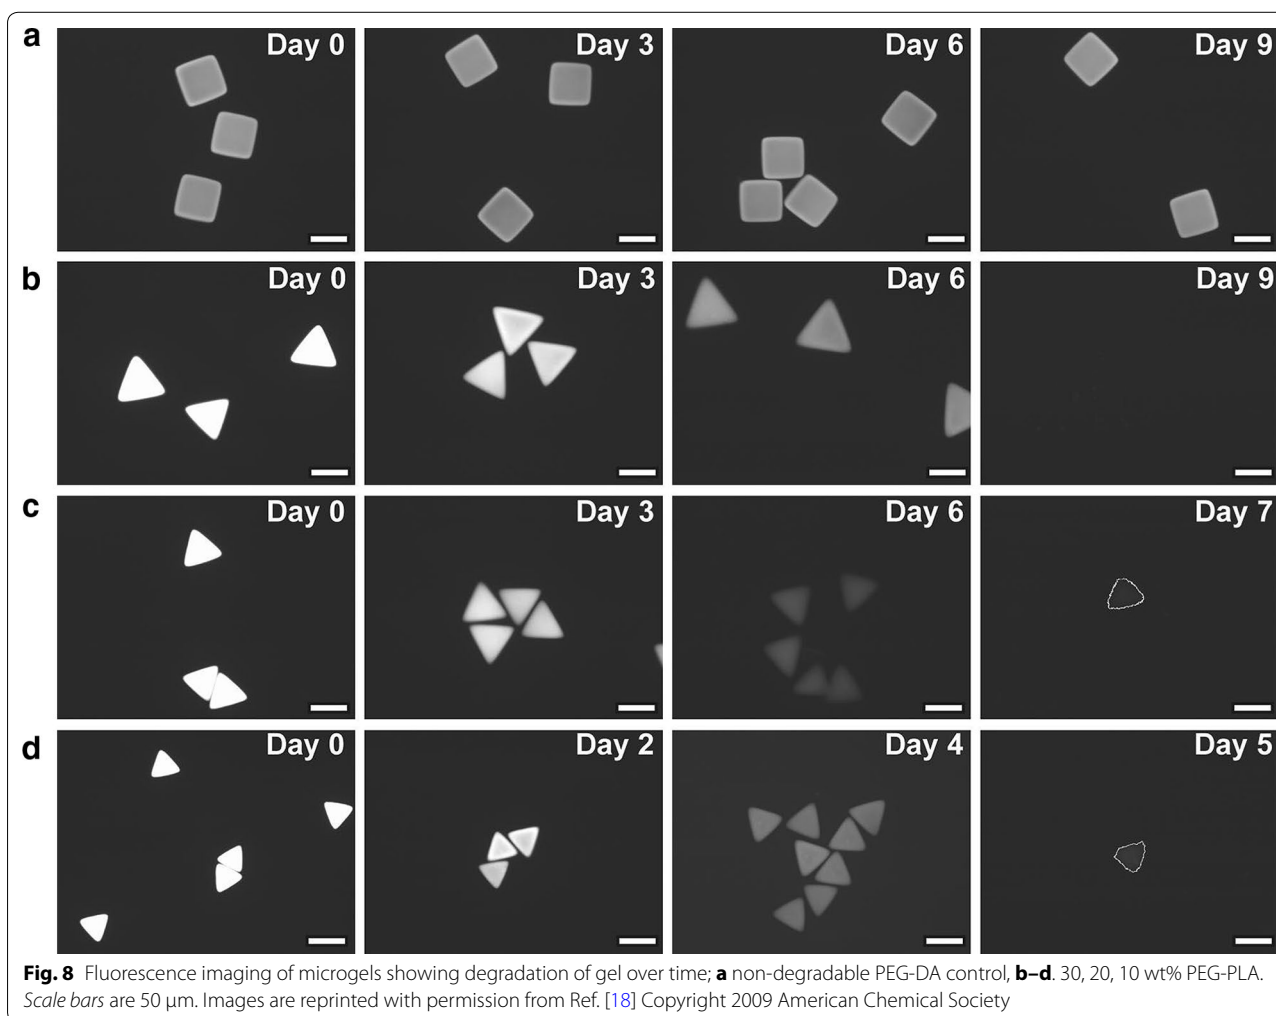 a Day 0 Day 3 Day 6 Day 9
b Day 0 Day 3 Day 6 Day 9
c Day 0 Day 3 Day 6 Day 7
d Day 0 Day 2 Day 4 Day 5
Fig. 8 Fluorescence imaging of microgels showing degradation of gel over time; a non-degradable PEG-DA control, b–d. 30, 20, 10 wt% PEG-PLA.
Scale bars are 50 μm. Images are reprinted with permission from Ref. [18] Copyright 2009 American Chemical Society